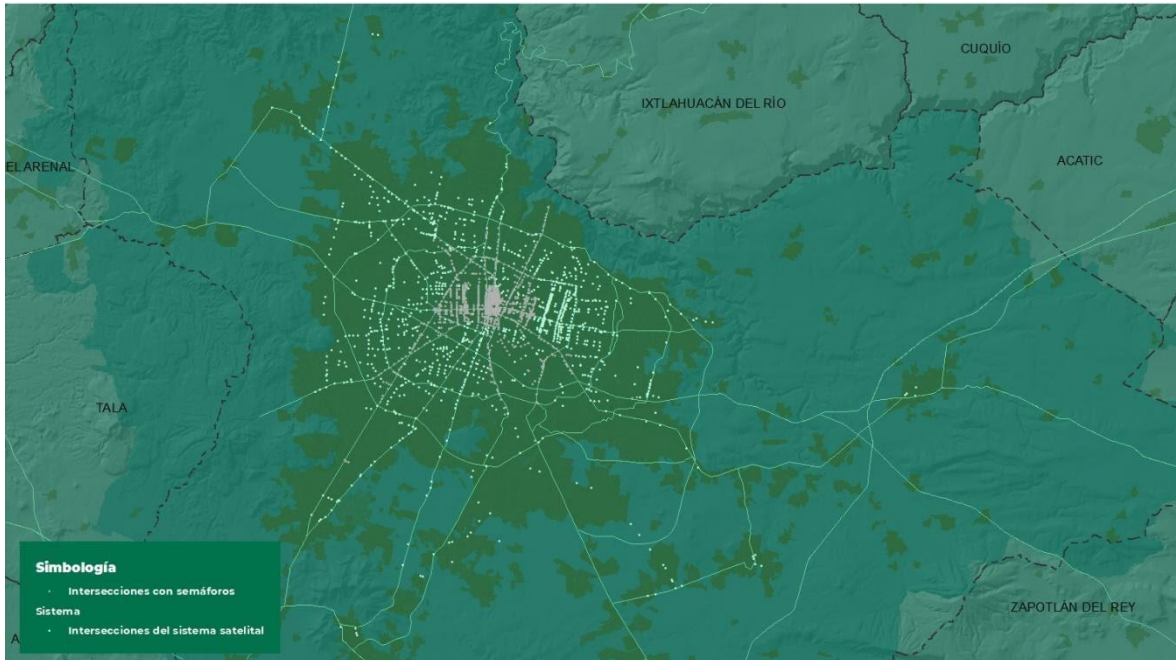 CUQUÍO
IXTLAHUACÁN DEL RÍO
EL ARENAL
ACATIC
TALA
Simbología
Intersecciones con semáforos
Sistema
Intersecciones del sistema satelital
ZAPOTLÁN DEL REY
A